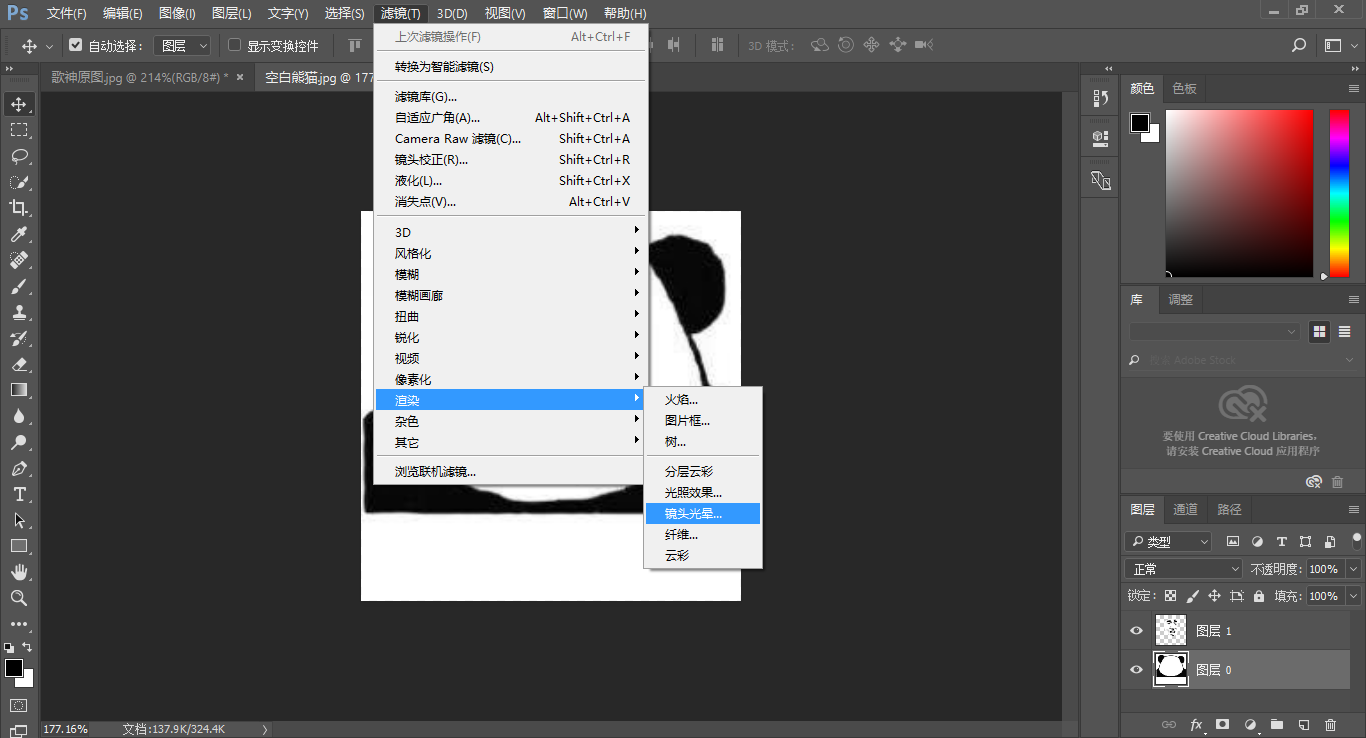 Ps 文件(F) 编辑(E) 图像(I) 图层(L) 文字(Y) 选择(S) 滤镜(T) 3D(D) 视图(V) 窗口(W) 帮助(H)
自动选择： 图层 显示变换控件 3D 模式：
歌神原图.jpg @ 214%(RGB/8#) * ×
空白熊猫.jpg @ 177
上次滤镜操作(F) Alt+Ctrl+F
转换为智能滤镜(S)
滤镜库(G)...
自适应广角(A)... Alt+Shift+Ctrl+A
Camera Raw 滤镜(C)... Shift+Ctrl+A
镜头校正(R)... Shift+Ctrl+R
液化(L)... Shift+Ctrl+X
消失点(V)... Alt+Ctrl+V
3D
风格化
模糊
模糊画廊
扭曲
锐化
视频
像素化
渲染
杂色
其它
浏览联机滤镜...
火焰...
图片框...
树...
分层云彩
光照效果...
镜头光晕...
纤维...
云彩
颜色 色板
库 调整
搜索 Adobe Stock
要使用 Creative Cloud Libraries，
请安装 Creative Cloud 应用程序
图层 通道 路径
类型
正常 不透明度: 100%
锁定: 填充: 100%
图层 1
图层 0
fx
177.16% 文档:137.9K/324.4K